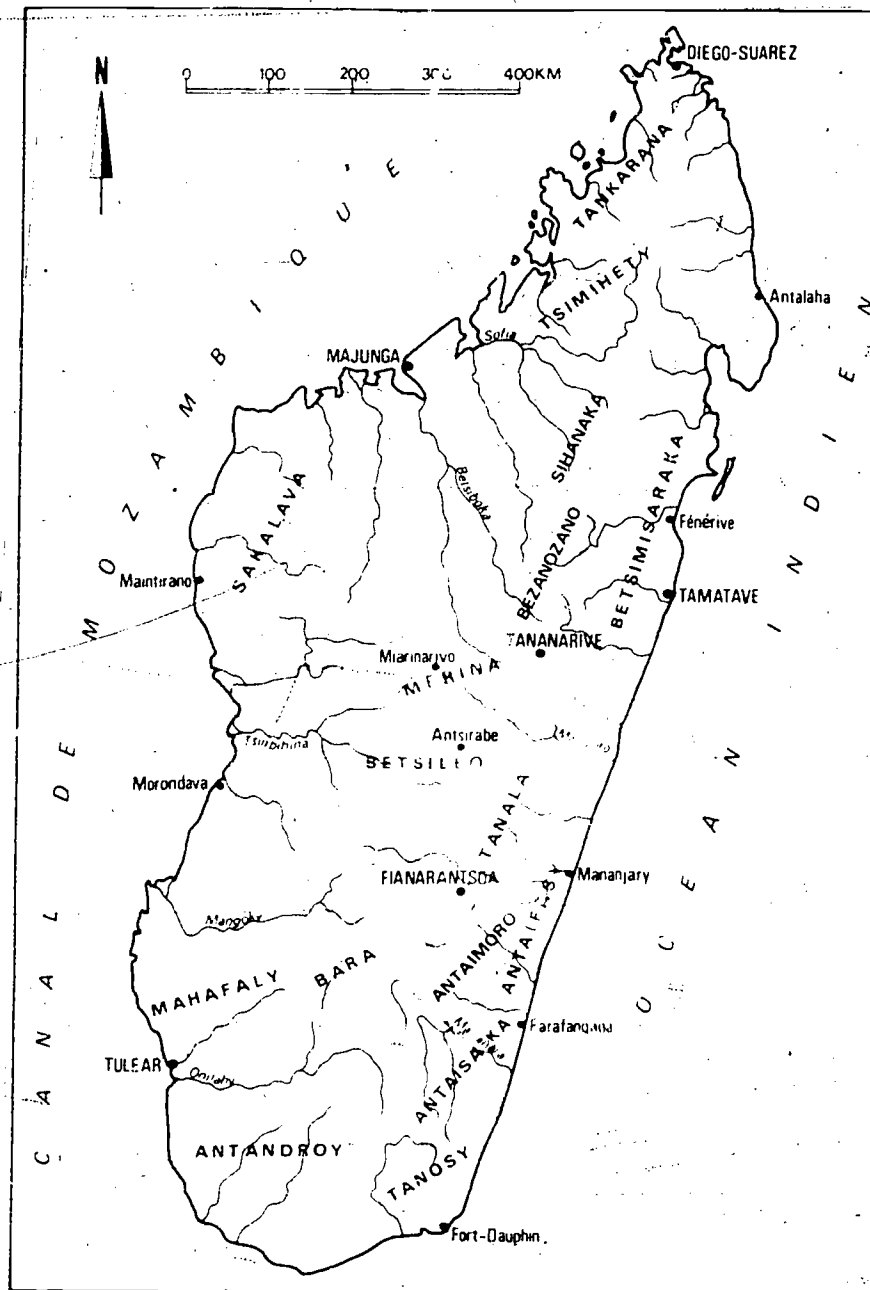 DIEGO-SUAREZ
N
0 100 400KM
TANKARANA
CANAL DE MOZAMBIQUE
TSIMIHETY
Antalaha
Sofia
MAJUNGA
SIHANAKA
BETSIMISARAKA
Betsiboka
SAKALAVA
Fénérive
BEZANOZANO
Maintirano
TAMATAVE
TANANARIVE
Miarinarivo
MERINA
OCEAN INDIEN
Antsirabe
Tsiribihina
BETSILEO
Morondava
TANALA
FIANARANTSOA
Mananjary
Mangoky
ANTAIMORO
BARA
MAHAFALY
Farafangana
ANTAISAKA
TULEAR
Onilahy
ANTANDROY
TANOSY
Fort-Dauphin